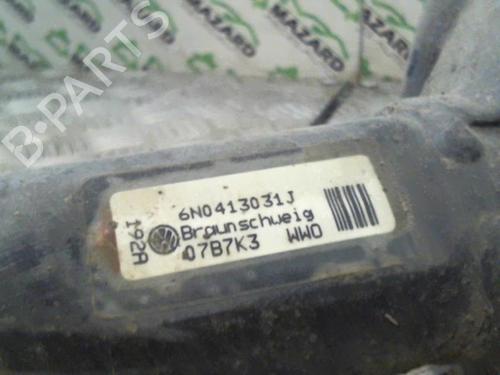 MAZARD
MAZARD
B-PARTS
6N0413031J
Braunschweig
07B7K3 WWO
192A